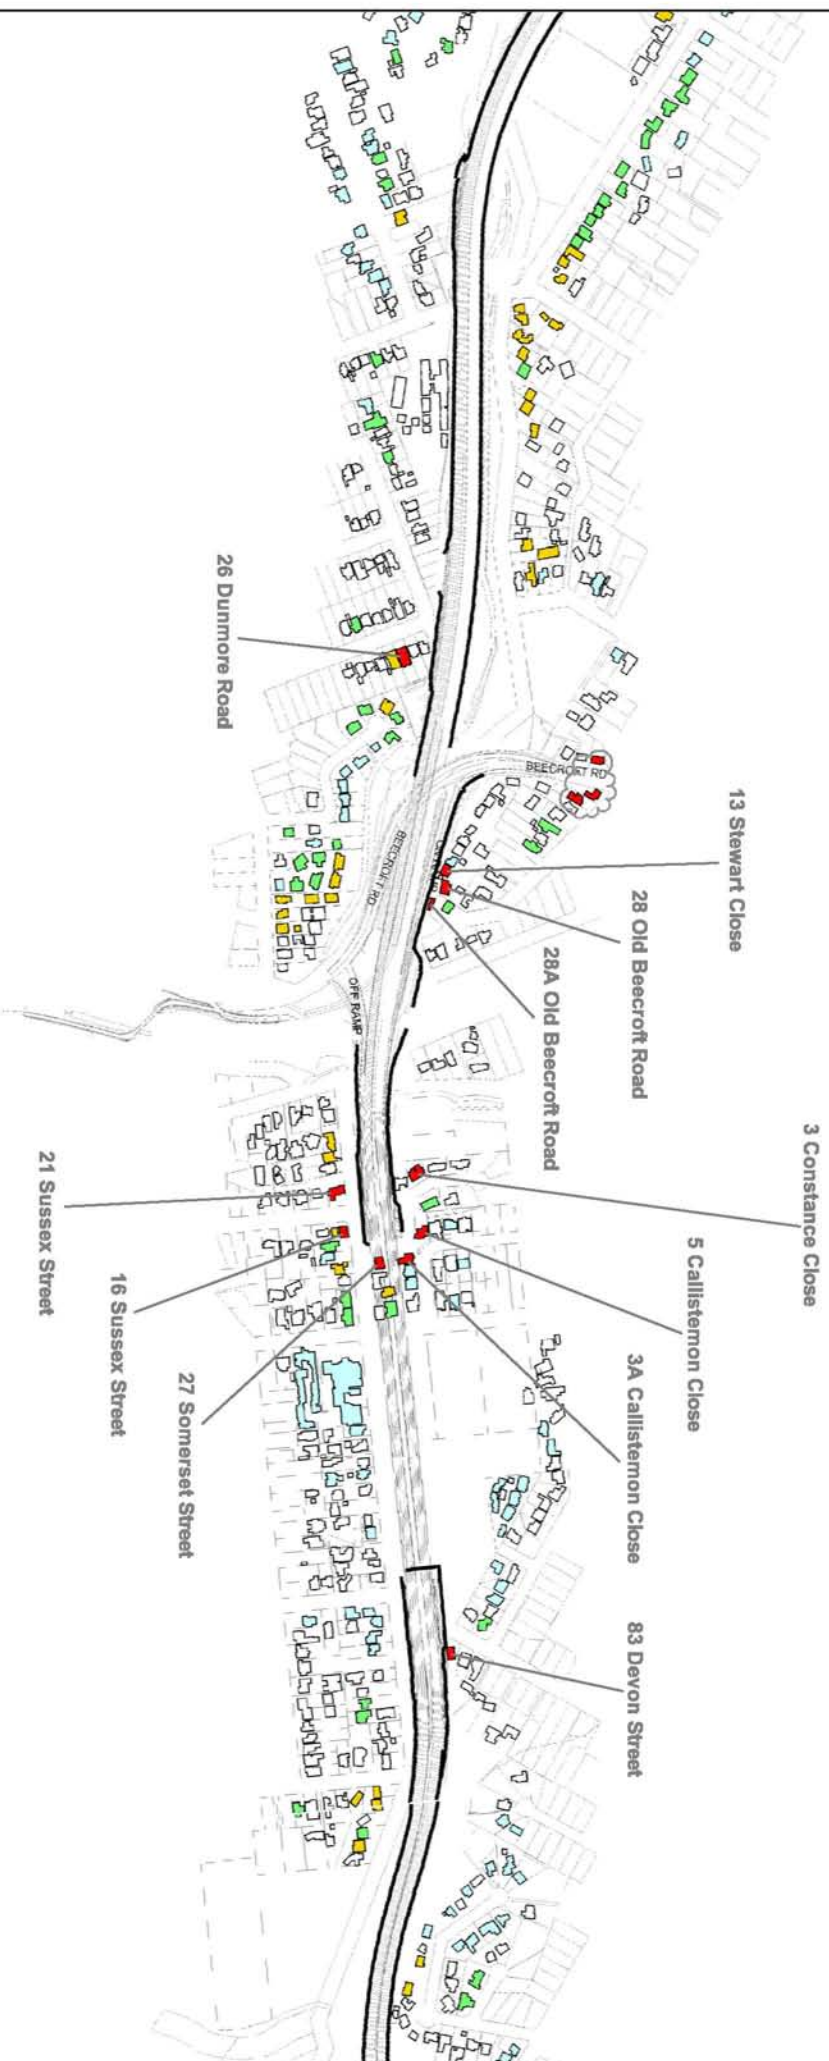 26 Dunmore Road
BEECROFT RD
13 Stewart Close
28 Old Beecroft Road
28A Old Beecroft Road
BEECROFT RD
OFF RAMP
3 Constance Close
21 Sussex Street
5 Callistemon Close
16 Sussex Street
3A Callistemon Close
27 Somerset Street
83 Devon Street